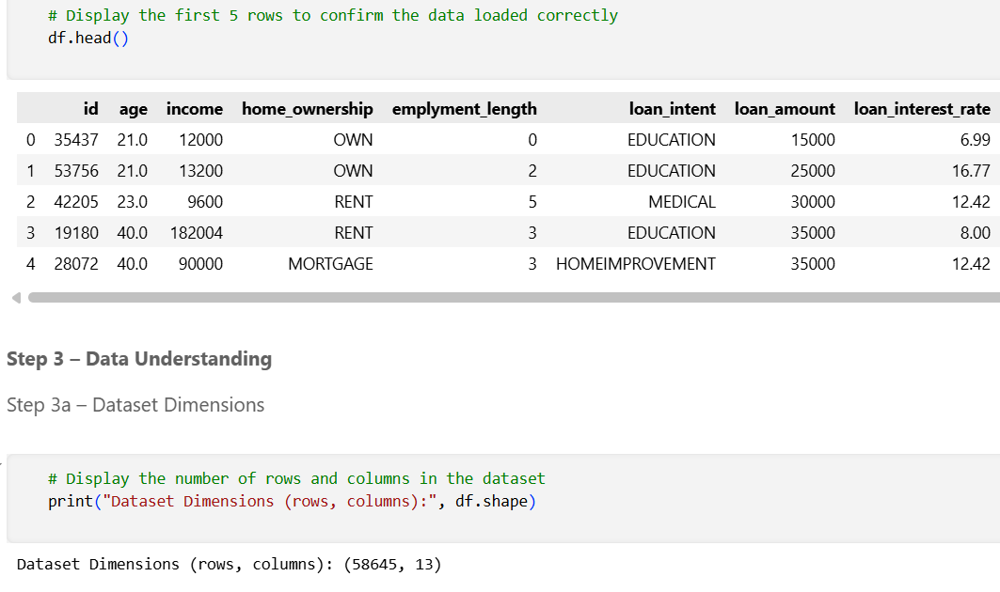 # Display the first 5 rows to confirm the data loaded correctly
df.head()
id age income home_ownership emplyment_length loan_intent loan_amount loan_interest_rate
0 35437 21.0 12000 OWN 0 EDUCATION 15000 6.99
1 53756 21.0 13200 OWN 2 EDUCATION 25000 16.77
2 42205 23.0 9600 RENT 5 MEDICAL 30000 12.42
3 19180 40.0 182004 RENT 3 EDUCATION 35000 8.00
4 28072 40.0 90000 MORTGAGE 3 HOMEIMPROVEMENT 35000 12.42
Step 3 – Data Understanding
Step 3a – Dataset Dimensions
# Display the number of rows and columns in the dataset
print("Dataset Dimensions (rows, columns):", df.shape)
Dataset Dimensions (rows, columns): (58645, 13)